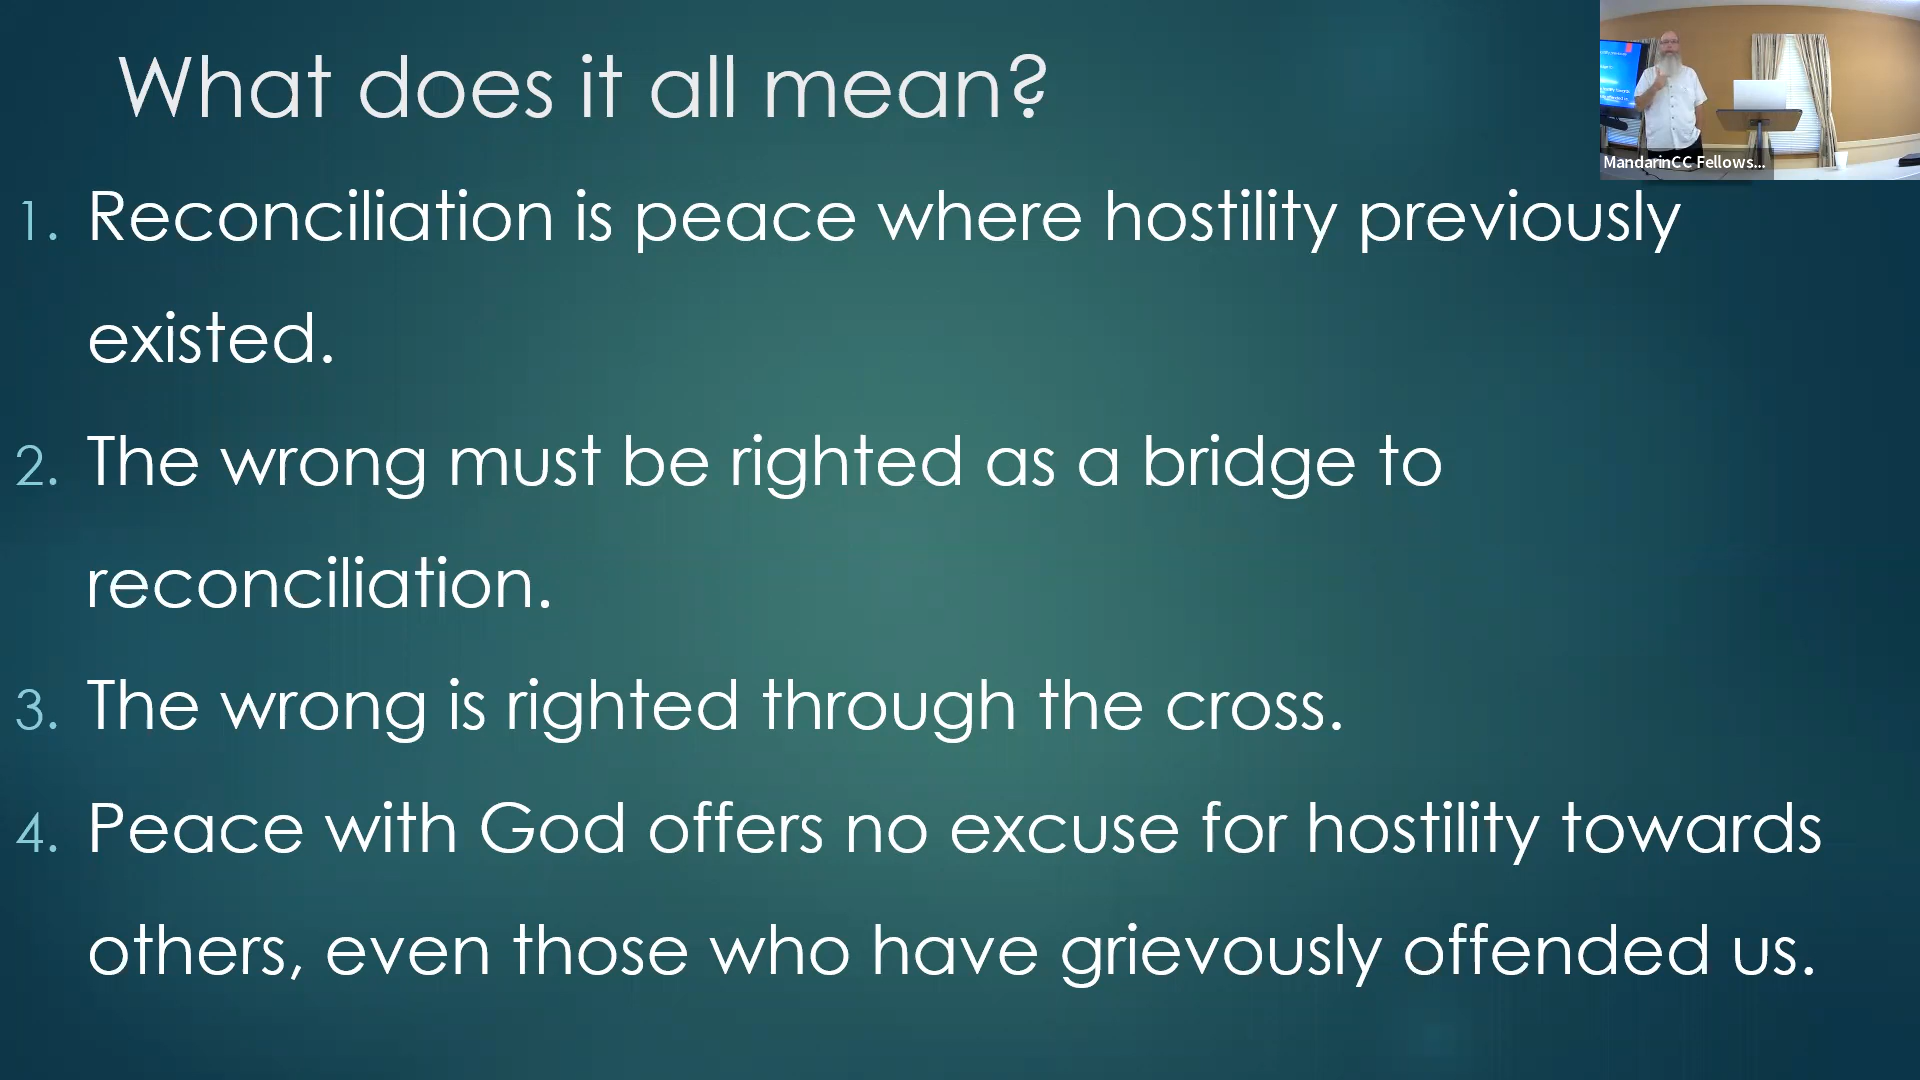 What does it all mean?
1. Reconciliation is peace where hostility previously
existed.
2. The wrong must be righted as a bridge to
reconciliation.
3. The wrong is righted through the cross.
4. Peace with God offers no excuse for hostility towards
others, even those who have grievously offended us.
MandarinCC Fellows...